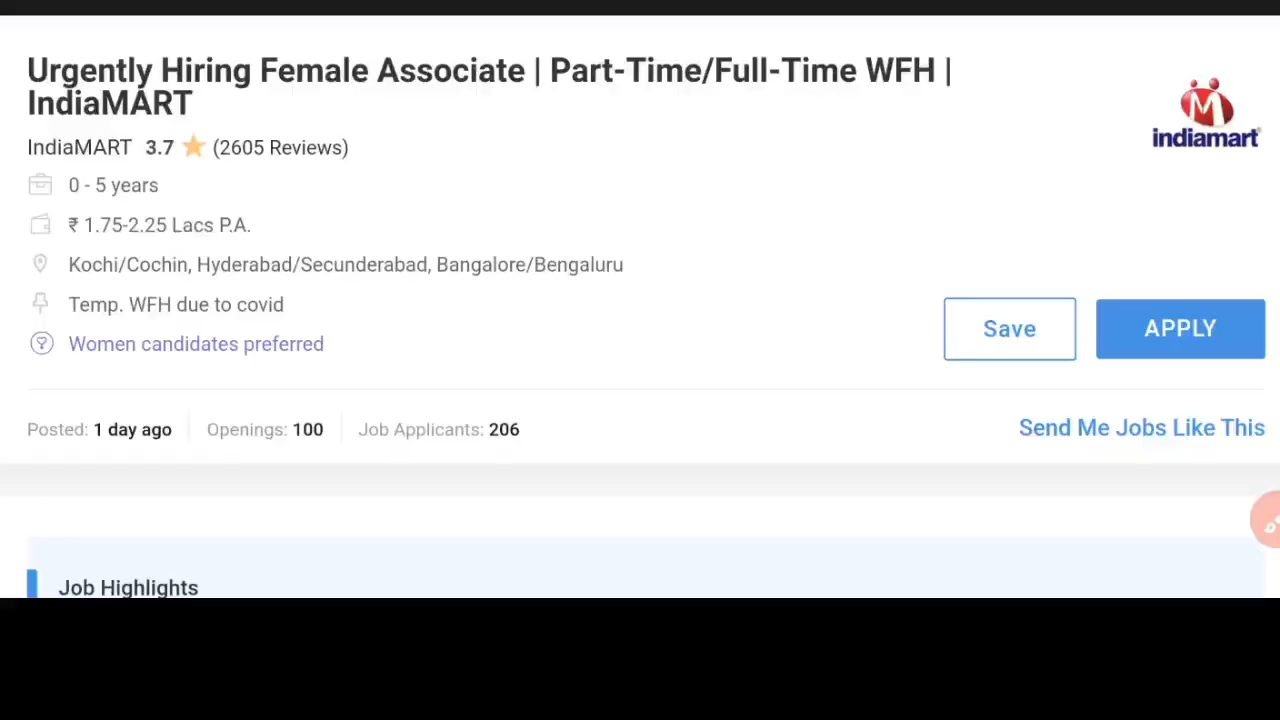 Urgently Hiring Female Associate | Part-Time/Full-Time WFH |
IndiaMART
indiamart
IndiaMART 3.7 (2605 Reviews)
0 - 5 years
₹ 1.75-2.25 Lacs P.A.
Kochi/Cochin, Hyderabad/Secunderabad, Bangalore/Bengaluru
Temp. WFH due to covid
Women candidates preferred
Save
APPLY
Posted: 1 day ago
Openings: 100
Job Applicants: 206
Send Me Jobs Like This
Job Highlights